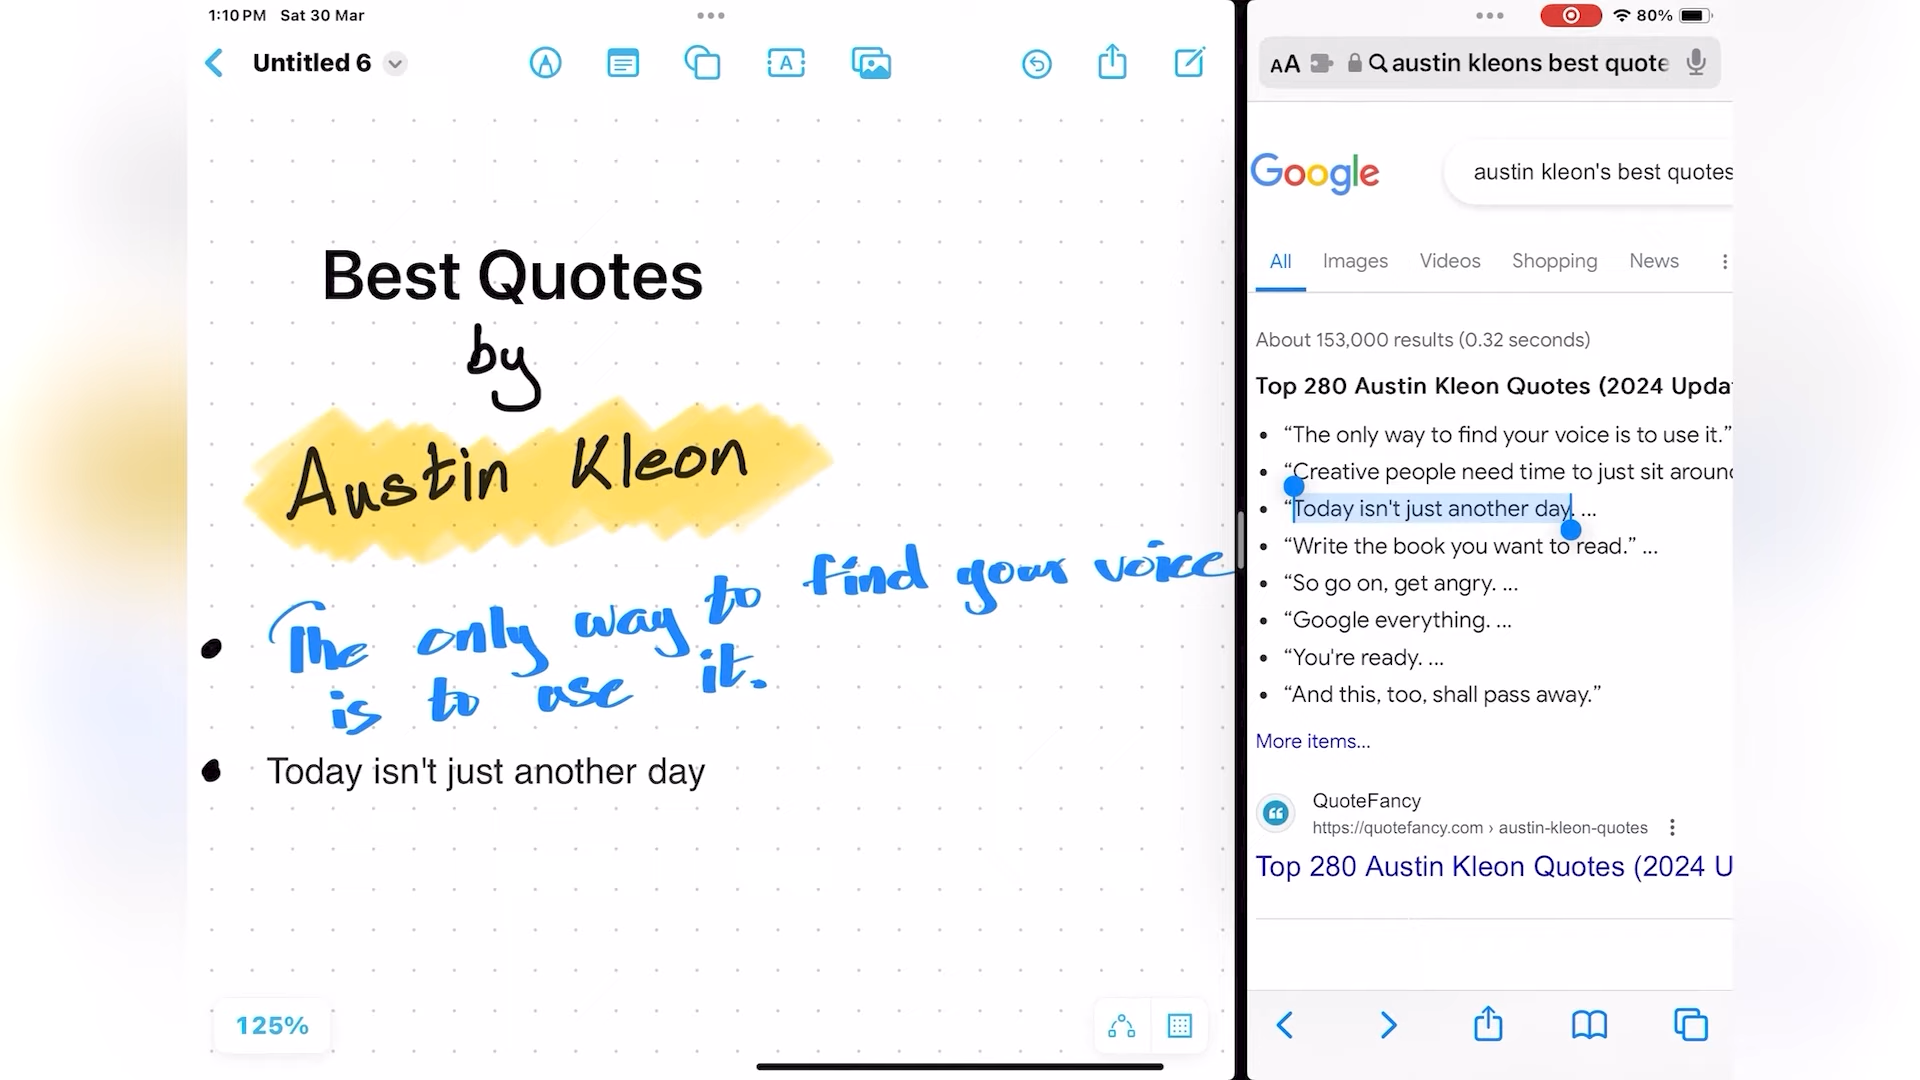 1:10 PM Sat 30 Mar
Untitled 6
Best Quotes
by
Austin Kleon
The only way to find your voice
is to use it.
Today isn't just another day
125%
80%
AA austin kleons best quote
Google
austin kleon's best quotes
All Images Videos Shopping News
About 153,000 results (0.32 seconds)
Top 280 Austin Kleon Quotes (2024 Upda
• “The only way to find your voice is to use it.”
• “Creative people need time to just sit around
• “Today isn't just another day. ...
• “Write the book you want to read.” ...
• “So go on, get angry. ...
• “Google everything. ...
• “You're ready. ...
• “And this, too, shall pass away.”
More items...
QuoteFancy
https://quotefancy.com › austin-kleon-quotes
Top 280 Austin Kleon Quotes (2024 U